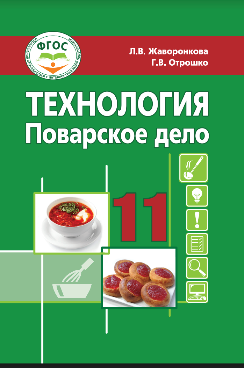 ФГОС
Л.В. Жаворонкова
Г.В. Отрошко
ТЕХНОЛОГИЯ
Поварское дело
11